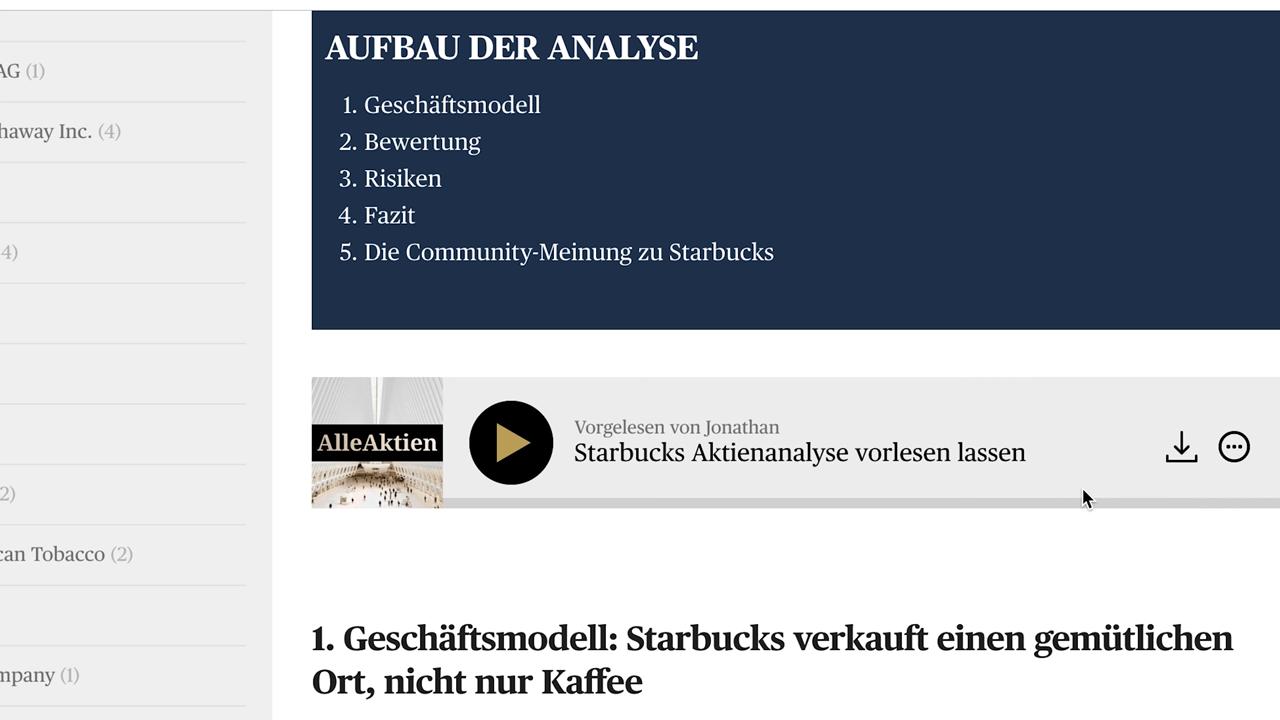 AG (1)
haway Inc. (4)
4)
2)
can Tobacco (2)
mpany (1)
AUFBAU DER ANALYSE
1. Geschäftsmodell
2. Bewertung
3. Risiken
4. Fazit
5. Die Community-Meinung zu Starbucks
AlleAktien
Vorgelesen von Jonathan
Starbucks Aktienanalyse vorlesen lassen
1. Geschäftsmodell: Starbucks verkauft einen gemütlichen
Ort, nicht nur Kaffee